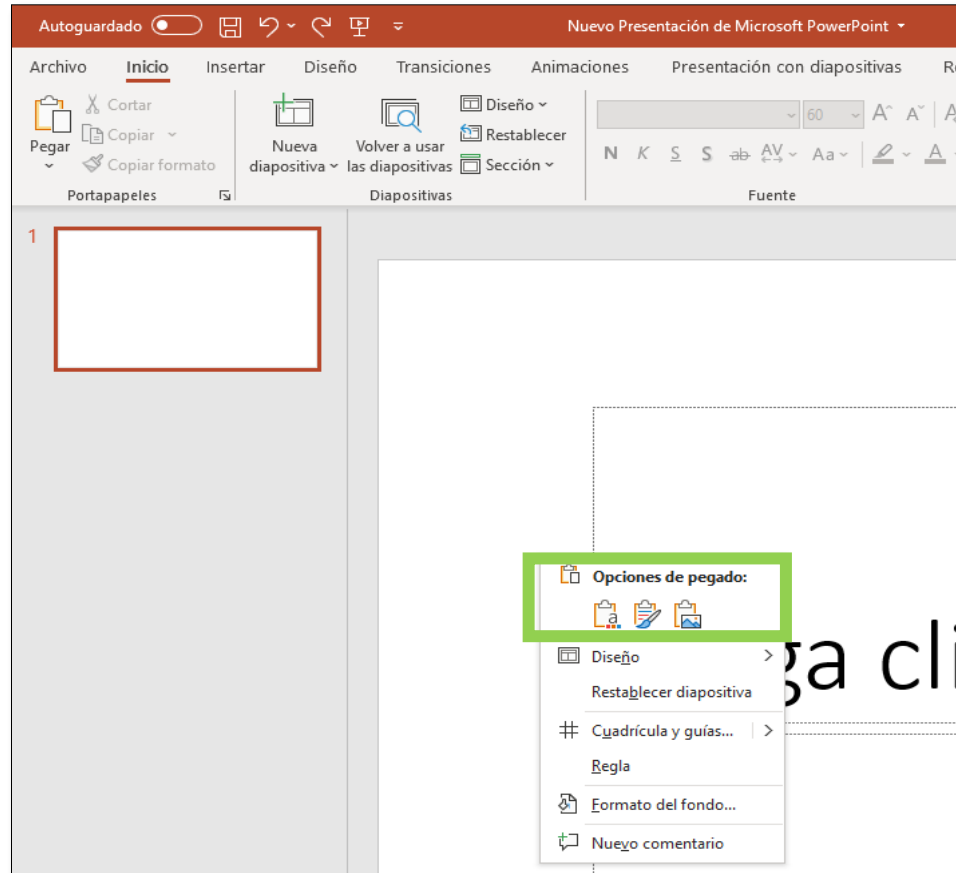 Autoguardado
Nuevo Presentación de Microsoft PowerPoint
Archivo Inicio Insertar Diseño Transiciones Animaciones Presentación con diapositivas
Pegar
Cortar
Copiar
Copiar formato
Portapapeles
Nueva
diapositiva
Volver a usar
las diapositivas
Diseño
Restablecer
Sección
Diapositivas
60
A A
N K S S ab AV Aa A
Fuente
1
Opciones de pegado:
a
Diseño
Restablecer diapositiva
Cuadrícula y guías...
Regla
Formato del fondo...
Nuevo comentario
ga cli